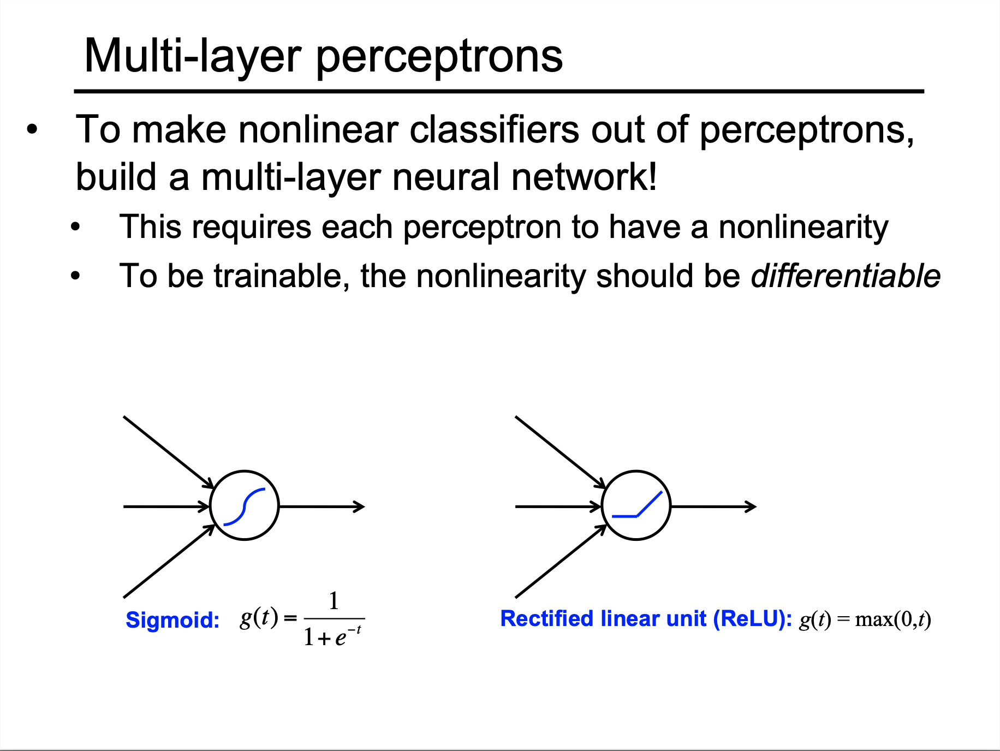 Multi-layer perceptrons
• To make nonlinear classifiers out of perceptrons,
build a multi-layer neural network!
• This requires each perceptron to have a nonlinearity
• To be trainable, the nonlinearity should be differentiable
Sigmoid: g(t) = 1 / (1 + e^{-t})
Rectified linear unit (ReLU): g(t) = max(0,t)